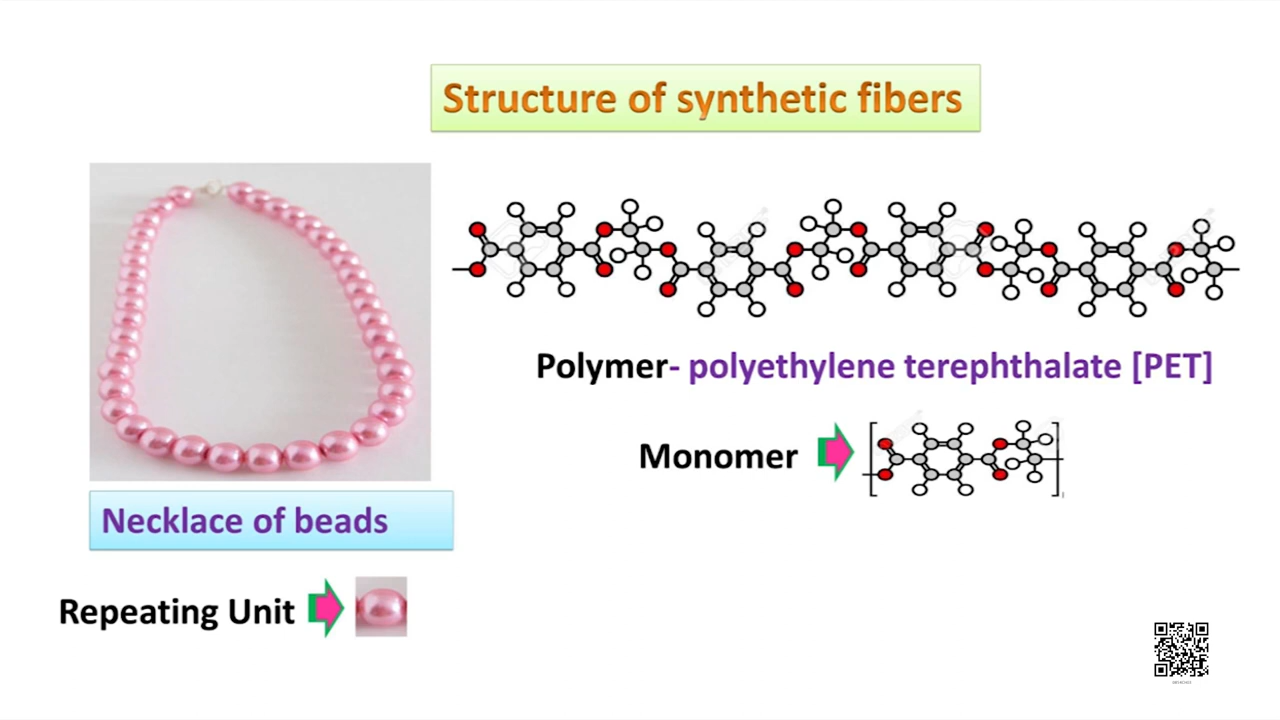 Structure of synthetic fibers
Polymer- polyethylene terephthalate [PET]
Monomer
Necklace of beads
Repeating Unit